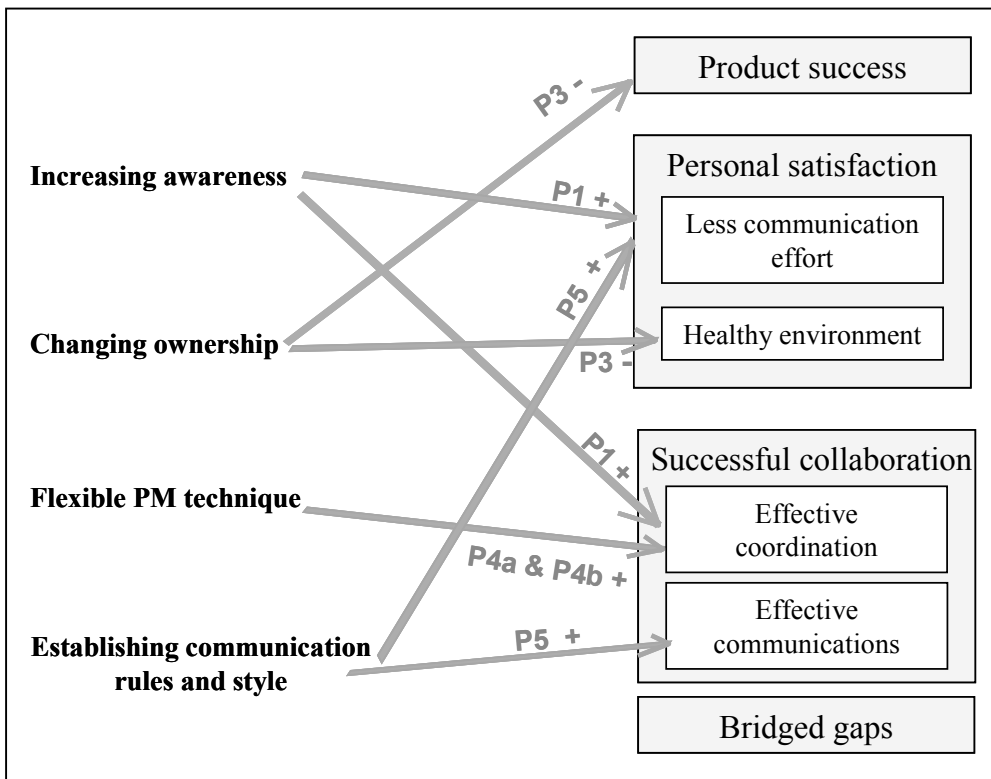 Product success
P3 -
Increasing awareness
Personal satisfaction
P1 +
Less communication
effort
P5 +
Changing ownership
Healthy environment
P3 -
P1 +
Successful collaboration
Flexible PM technique
Effective
coordination
P4a & P4b +
Effective
communications
P5 +
Establishing communication
rules and style
Bridged gaps